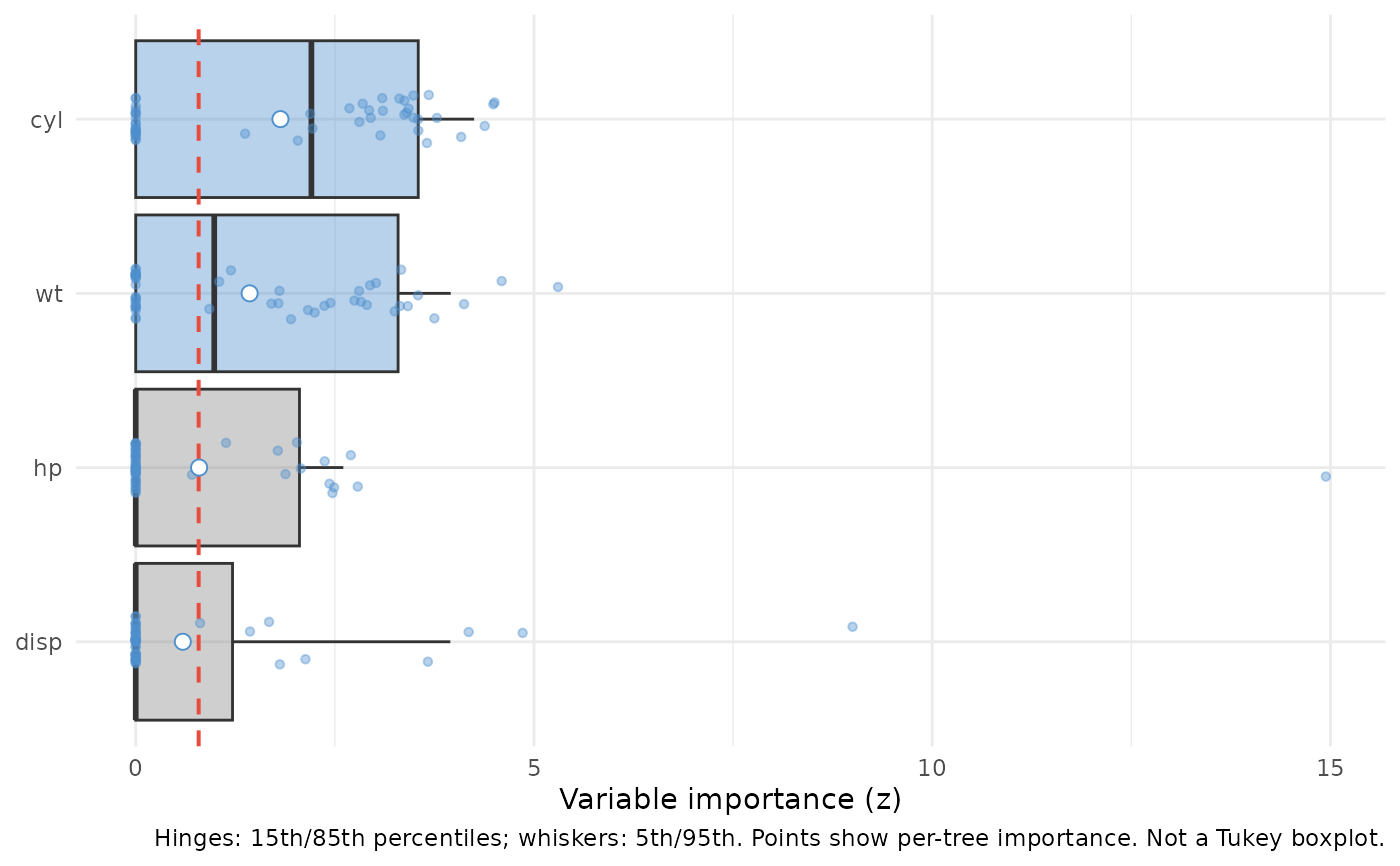 cyl
wt
hp
disp
0 5 10 15
Variable importance (z)
Hinges: 15th/85th percentiles; whiskers: 5th/95th. Points show per-tree importance. Not a Tukey boxplot.